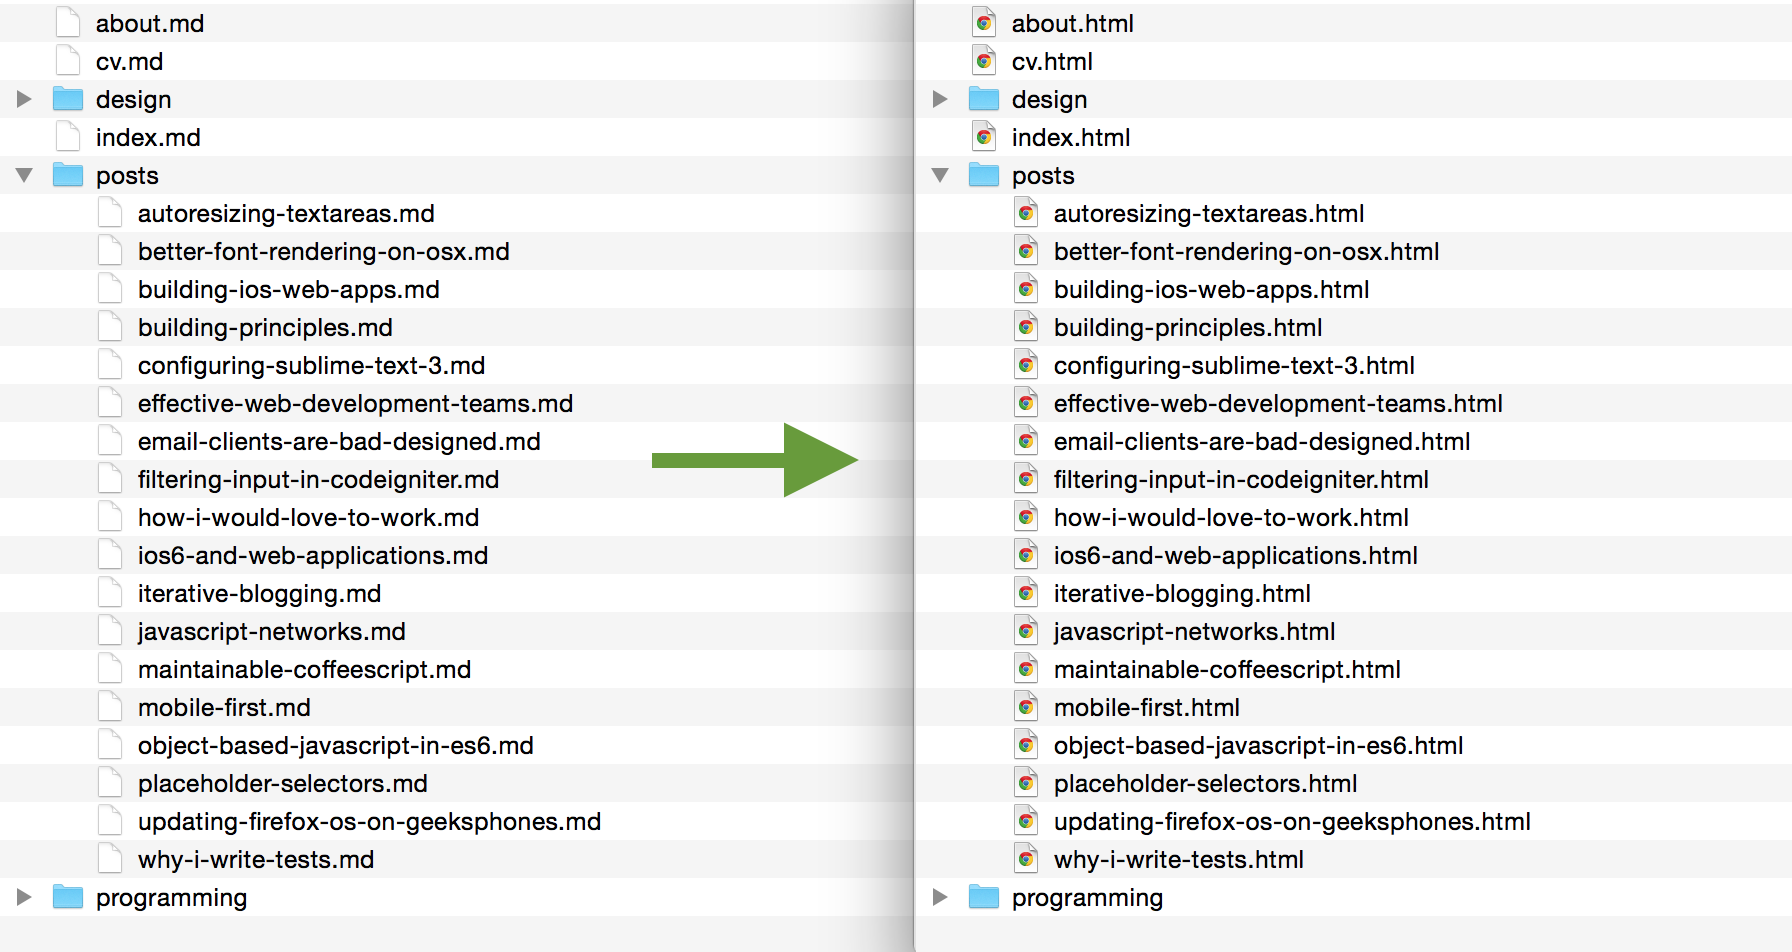 about.md
cv.md
design
index.md
posts
autoresizing-textareas.md
better-font-rendering-on-osx.md
building-ios-web-apps.md
building-principles.md
configuring-sublime-text-3.md
effective-web-development-teams.md
email-clients-are-bad-designed.md
filtering-input-in-codeigniter.md
how-i-would-love-to-work.md
ios6-and-web-applications.md
iterative-blogging.md
javascript-networks.md
maintainable-coffeescript.md
mobile-first.md
object-based-javascript-in-es6.md
placeholder-selectors.md
updating-firefox-os-on-geeksphones.md
why-i-write-tests.md
programming
about.html
cv.html
design
index.html
posts
autoresizing-textareas.html
better-font-rendering-on-osx.html
building-ios-web-apps.html
building-principles.html
configuring-sublime-text-3.html
effective-web-development-teams.html
email-clients-are-bad-designed.html
filtering-input-in-codeigniter.html
how-i-would-love-to-work.html
ios6-and-web-applications.html
iterative-blogging.html
javascript-networks.html
maintainable-coffeescript.html
mobile-first.html
object-based-javascript-in-es6.html
placeholder-selectors.html
updating-firefox-os-on-geeksphones.html
why-i-write-tests.html
programming